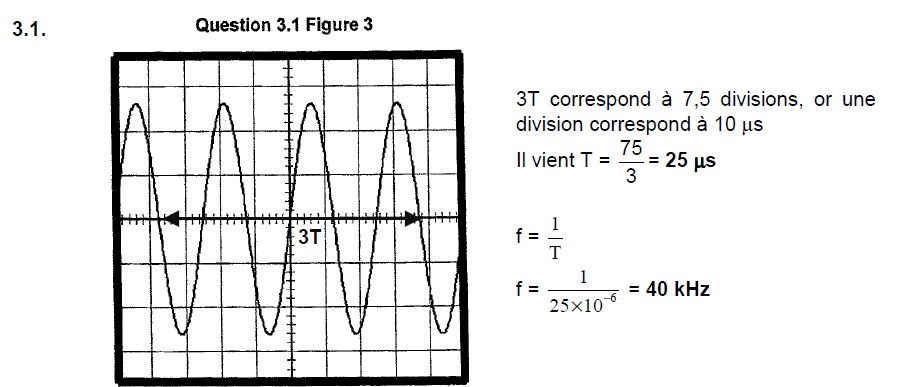 3.1.
Question 3.1 Figure 3
3T
3T correspond à 7,5 divisions, or une
division correspond à 10 µs
Il vient T = 75/3 = 25 µs
f = 1/T
f = 1/(25×10⁻⁶) = 40 kHz